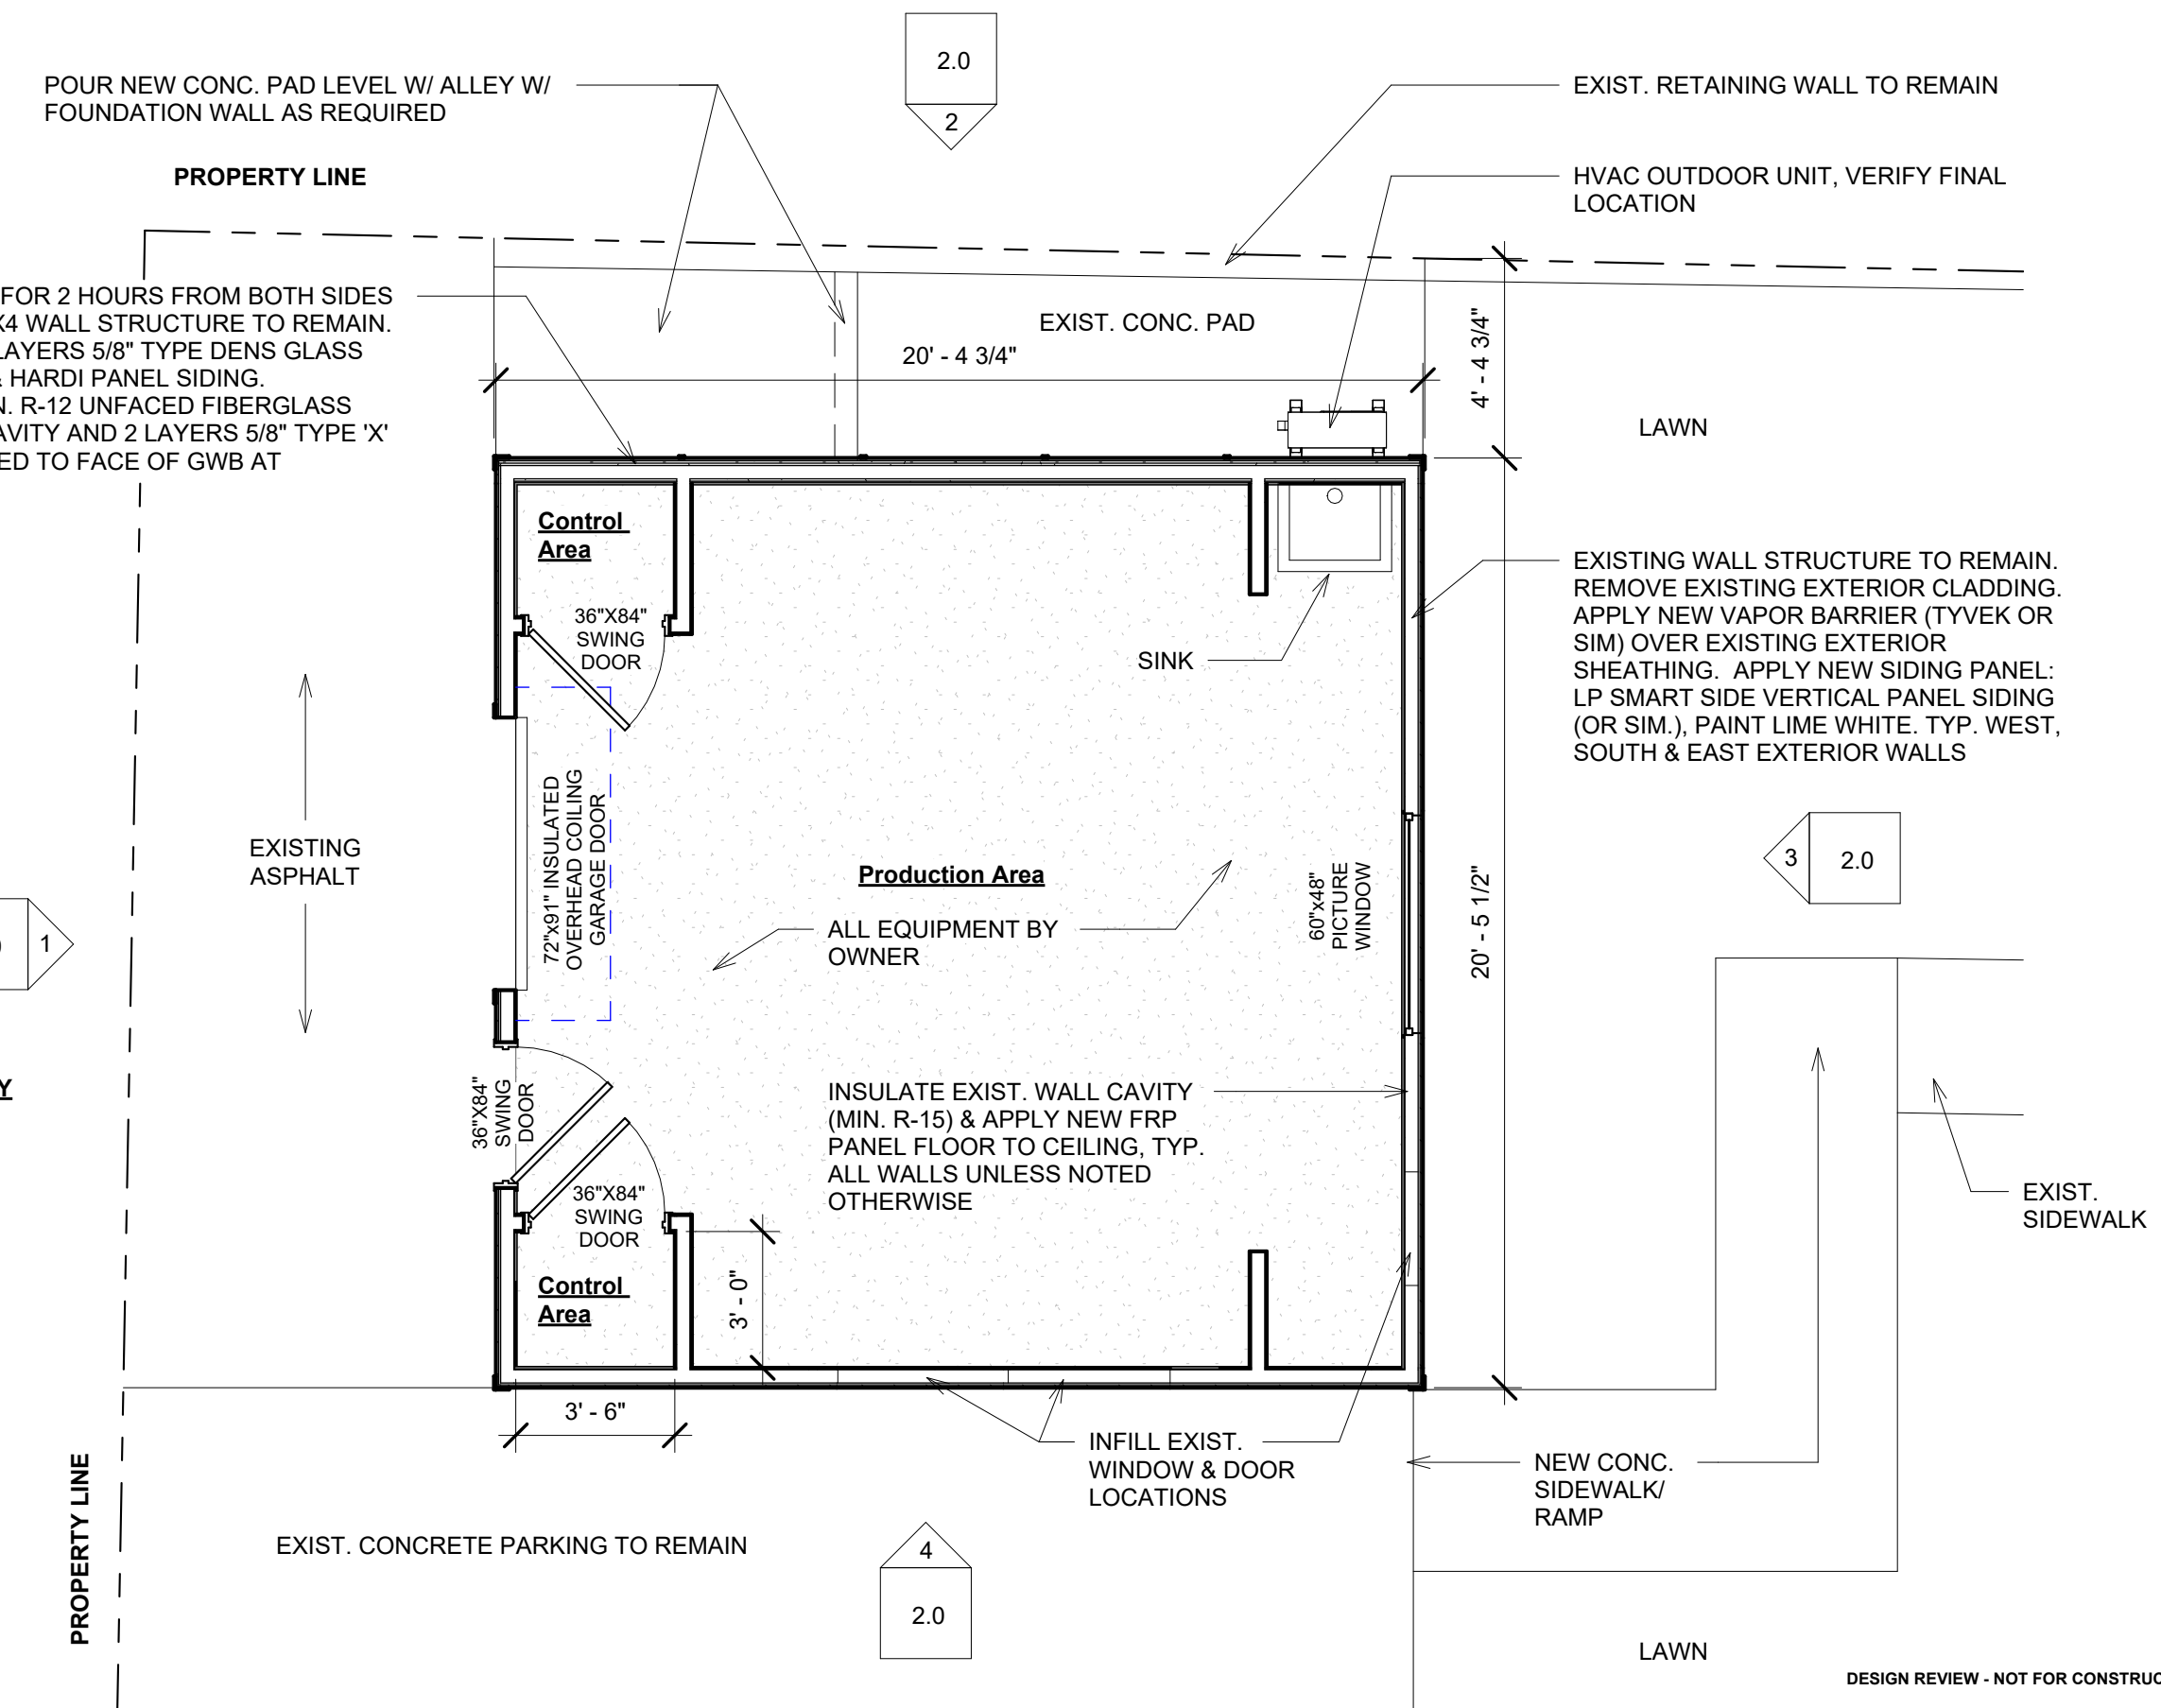 2.0
2
POUR NEW CONC. PAD LEVEL W/ ALLEY W/
FOUNDATION WALL AS REQUIRED
EXIST. RETAINING WALL TO REMAIN
PROPERTY LINE
HVAC OUTDOOR UNIT, VERIFY FINAL
LOCATION
FOR 2 HOURS FROM BOTH SIDES
X4 WALL STRUCTURE TO REMAIN.
LAYERS 5/8" TYPE DENS GLASS
& HARDI PANEL SIDING.
N. R-12 UNFACED FIBERGLASS
AVITY AND 2 LAYERS 5/8" TYPE 'X'
ED TO FACE OF GWB AT
EXIST. CONC. PAD
20' - 4 3/4"
4' - 4 3/4"
LAWN
Control
Area
36"X84"
SWING
DOOR
SINK
EXISTING WALL STRUCTURE TO REMAIN.
REMOVE EXISTING EXTERIOR CLADDING.
APPLY NEW VAPOR BARRIER (TYVEK OR
SIM) OVER EXISTING EXTERIOR
SHEATHING. APPLY NEW SIDING PANEL:
LP SMART SIDE VERTICAL PANEL SIDING
(OR SIM.), PAINT LIME WHITE. TYP. WEST,
SOUTH & EAST EXTERIOR WALLS
EXISTING
ASPHALT
72"x91" INSULATED
OVERHEAD COILING
GARAGE DOOR
Production Area
ALL EQUIPMENT BY
OWNER
60"x48"
PICTURE
WINDOW
20' - 5 1/2"
3
2.0
1
Y
36"X84"
SWING
DOOR
INSULATE EXIST. WALL CAVITY
(MIN. R-15) & APPLY NEW FRP
PANEL FLOOR TO CEILING, TYP.
ALL WALLS UNLESS NOTED
OTHERWISE
36"X84"
SWING
DOOR
Control
Area
3' - 0"
3' - 6"
EXIST.
SIDEWALK
INFILL EXIST.
WINDOW & DOOR
LOCATIONS
NEW CONC.
SIDEWALK/
RAMP
PROPERTY LINE
EXIST. CONCRETE PARKING TO REMAIN
4
2.0
LAWN
DESIGN REVIEW - NOT FOR CONSTRUC